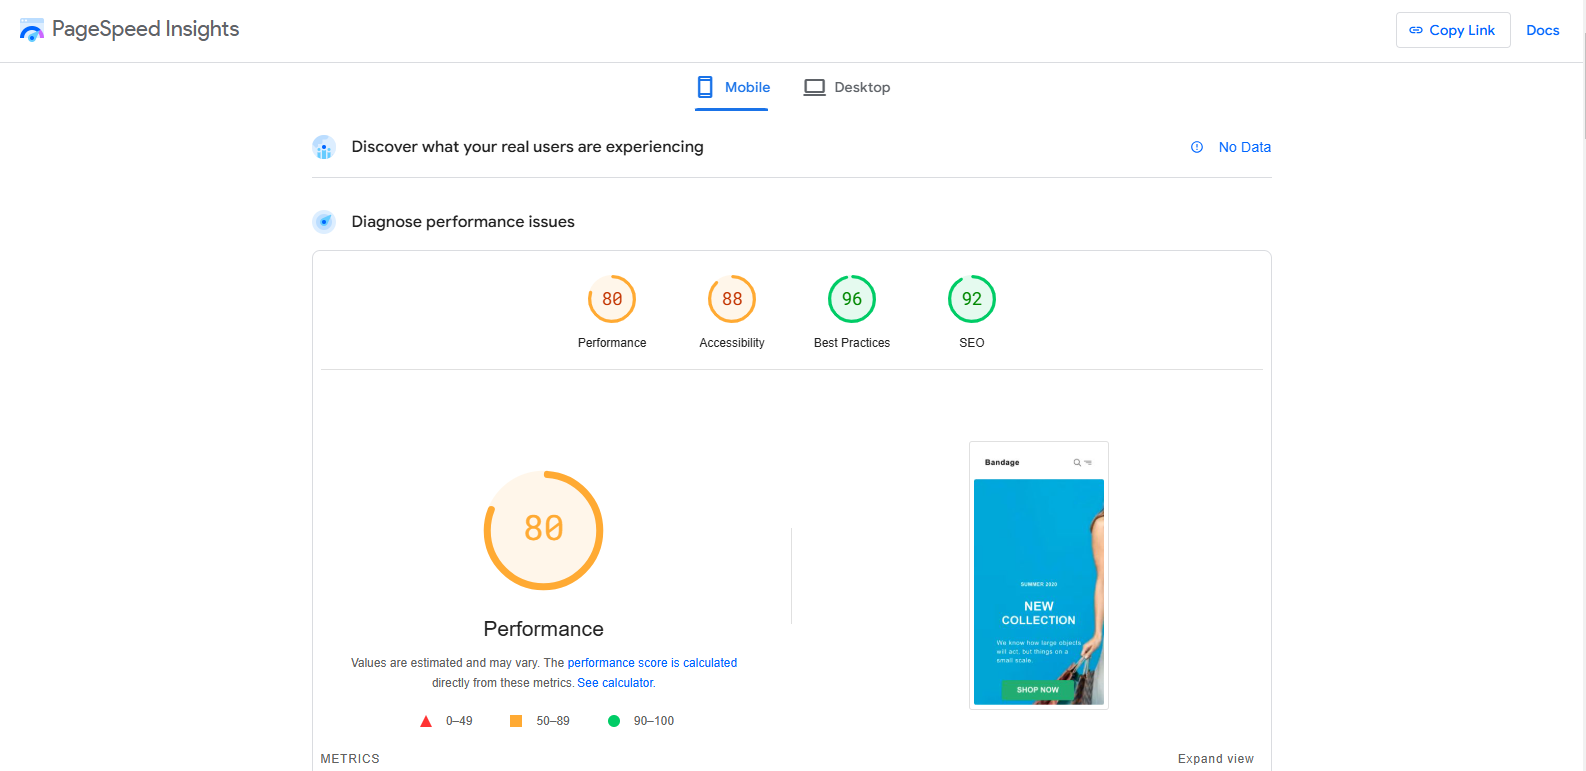 PageSpeed Insights
Copy Link
Docs
Mobile
Desktop
Discover what your real users are experiencing
No Data
Diagnose performance issues
80
88
96
92
Performance
Accessibility
Best Practices
SEO
80
Performance
Values are estimated and may vary. The performance score is calculated
directly from these metrics. See calculator.
0–49
50–89
90–100
Bandage
SUMMER 2020
NEW
COLLECTION
We know how large objects
will act, but things on a
small scale.
SHOP NOW
METRICS
Expand view